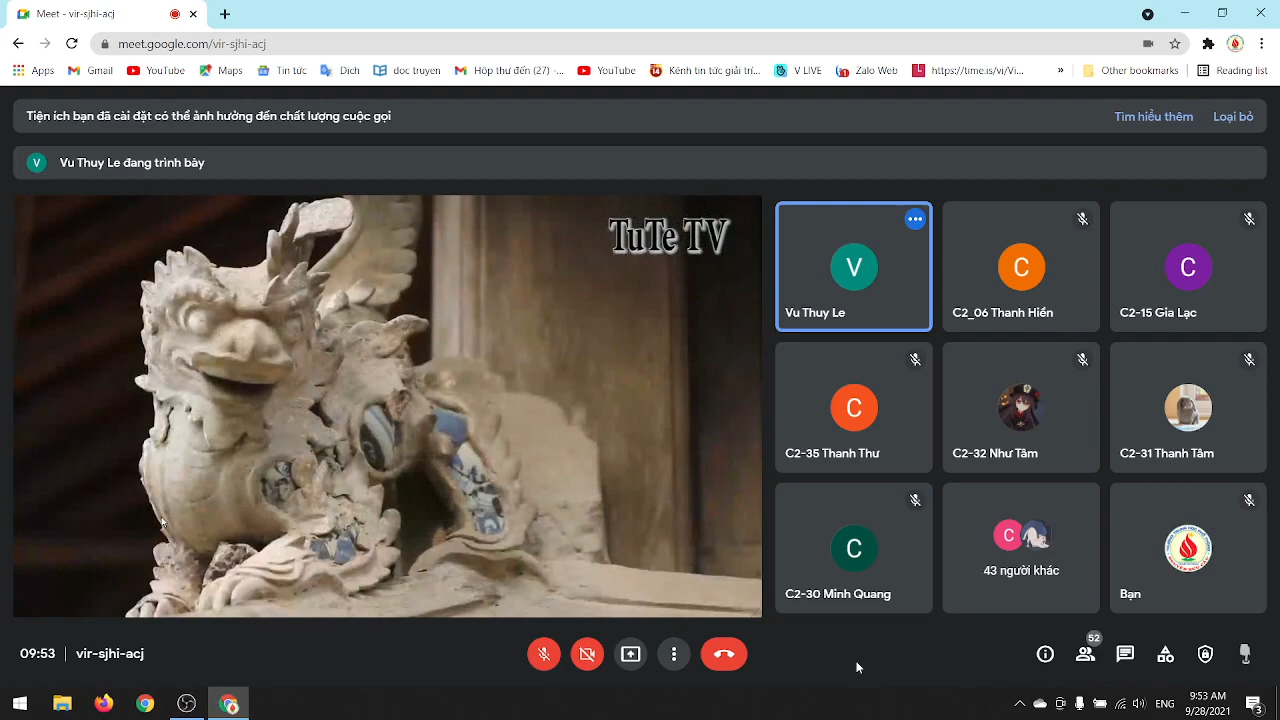 Meet - vir-sjhi-acj
meet.google.com/vir-sjhi-acj
Apps Gmail YouTube Maps Tin tức Dịch doc truyen Hộp thư đến (27) -... YouTube Kênh tin tức giải trí... V LIVE Zalo Web https://time.is/vi/Vi... » Other bookmarks Reading list
Tiện ích bạn đã cài đặt có thể ảnh hưởng đến chất lượng cuộc gọi Tìm hiểu thêm Loại bỏ
V Vu Thuy Le đang trình bày
TuTe TV
V
Vu Thuy Le
C
C2_06 Thanh Hiền
C
C2-15 Gia Lạc
C
C2-35 Thanh Thư
C2-32 Như Tâm
C2-31 Thanh Tâm
C
C2-30 Minh Quang
C
43 người khác
Bạn
09:53 | vir-sjhi-acj
52
ENG
9:53 AM
9/28/2021
3